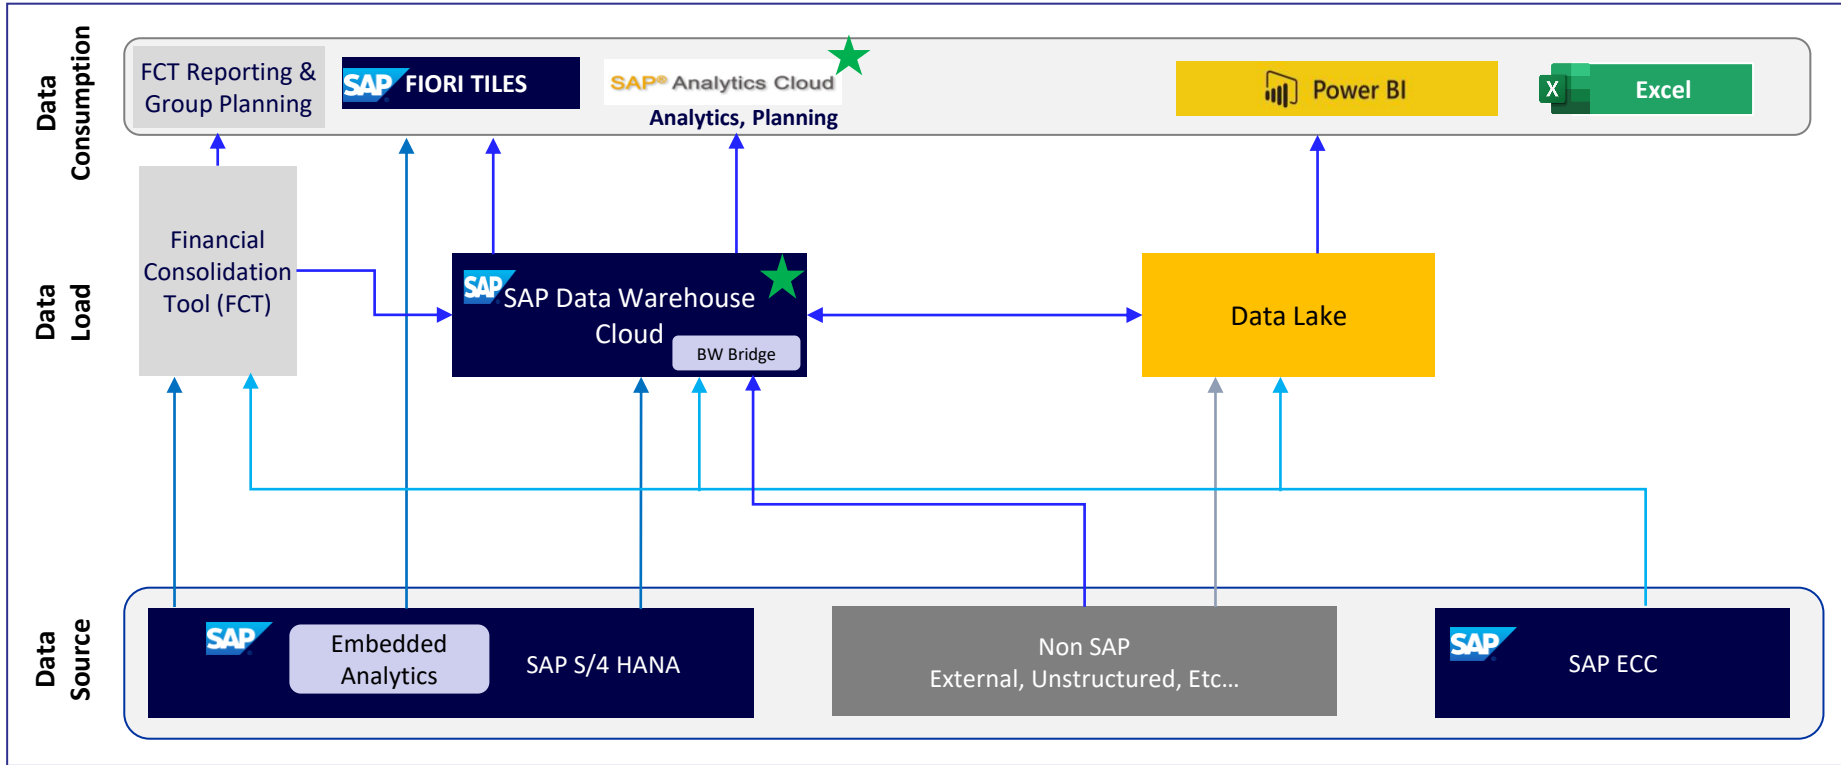 Data
Consumption
FCT Reporting &
Group Planning
SAP FIORI TILES
SAP® Analytics Cloud
Analytics, Planning
Power BI
X Excel
Data
Load
Financial
Consolidation
Tool (FCT)
SAP SAP Data Warehouse
Cloud
BW Bridge
Data Lake
Data
Source
SAP
Embedded
Analytics
SAP S/4 HANA
Non SAP
External, Unstructured, Etc...
SAP
SAP ECC